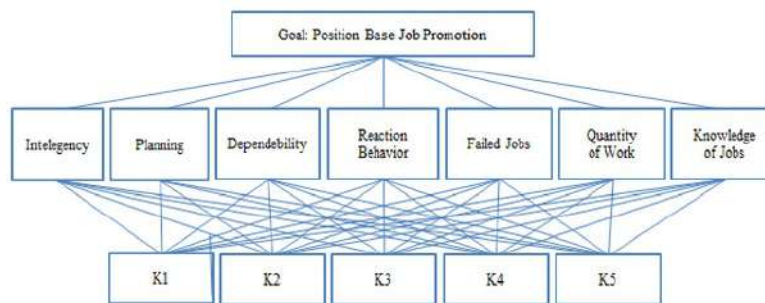 Goal: Position Base Job Promotion
Intelegency
Planning
Dependebility
Reaction
Behavior
Failed Jobs
Quantity
of Work
Knowledge
of Jobs
K1
K2
K3
K4
K5